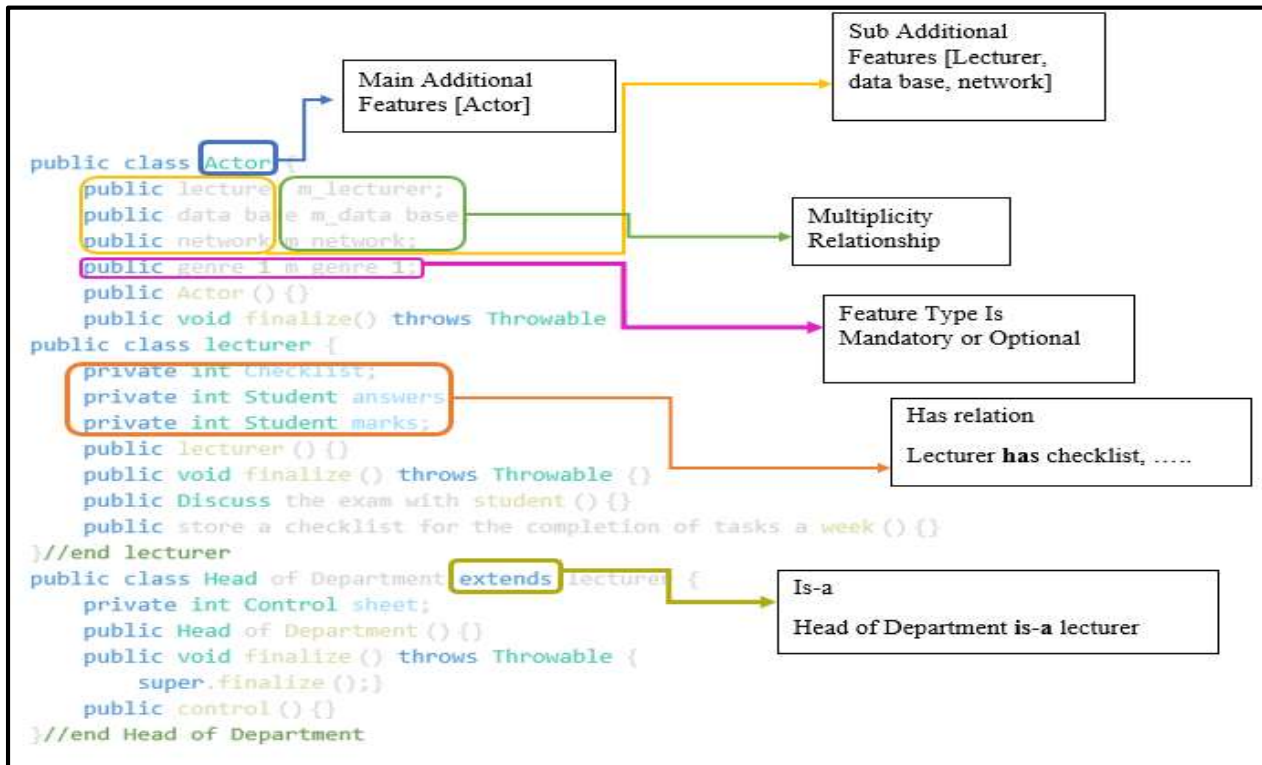 Sub Additional
Features [Lecturer,
data base, network]
Main Additional
Features [Actor]
public class Actor {
public lecture m_lecturer;
public data ba e m_data base
public network m_network;
Multiplicity
Relationship
public genre 1 m_genre 1;
public Actor () {}
public void finalize() throws Throwable
Feature Type Is
Mandatory or Optional
public class lecturer {
private int Checklist;
private int Student answers
private int Student marks;
Has relation
Lecturer has checklist, .....
public lecturer () {}
public void finalize () throws Throwable {}
public Discuss the exam with student () {}
public store a checklist for the completion of tasks a week () {}
}//end lecturer
public class Head of Department extends lecturer {
private int Control sheet;
public Head of Department () {}
public void finalize () throws Throwable {
super.finalize ();}
public control () {}
}//end Head of Department
Is-a
Head of Department is-a lecturer